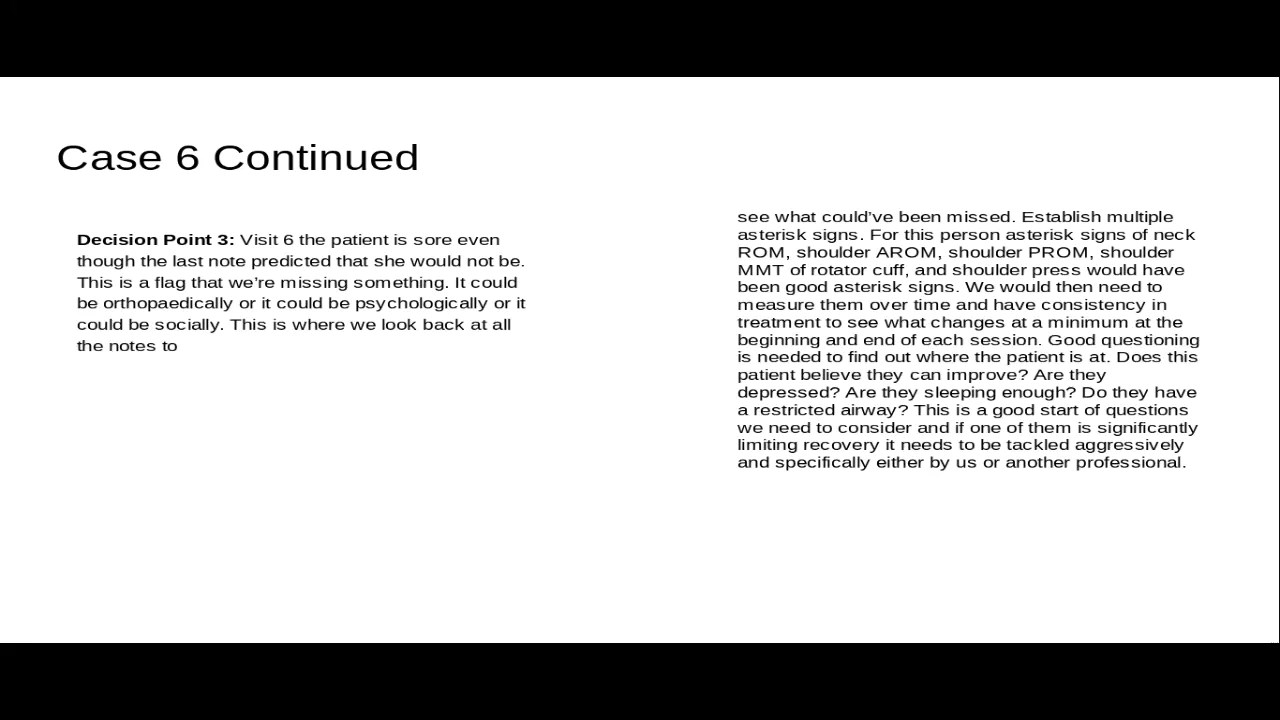 Case 6 Continued
Decision Point 3: Visit 6 the patient is sore even
though the last note predicted that she would not be.
This is a flag that we’re missing something. It could
be orthopaedically or it could be psychologically or it
could be socially. This is where we look back at all
the notes to
see what could’ve been missed. Establish multiple
asterisk signs. For this person asterisk signs of neck
ROM, shoulder AROM, shoulder PROM, shoulder
MMT of rotator cuff, and shoulder press would have
been good asterisk signs. We would then need to
measure them over time and have consistency in
treatment to see what changes at a minimum at the
beginning and end of each session. Good questioning
is needed to find out where the patient is at. Does this
patient believe they can improve? Are they
depressed? Are they sleeping enough? Do they have
a restricted airway? This is a good start of questions
we need to consider and if one of them is significantly
limiting recovery it needs to be tackled aggressively
and specifically either by us or another professional.